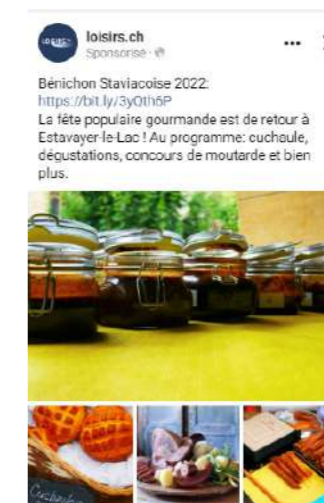 loisirs.ch
Sponsorisé ·
Bénichon Staviacoise 2022:
https://bit.ly/3yOth6P
La fête populaire gourmande est de retour à
Estavayer-le-Lac ! Au programme: cuchaule,
dégustations, concours de moutarde et bien
plus.
Cuchaule